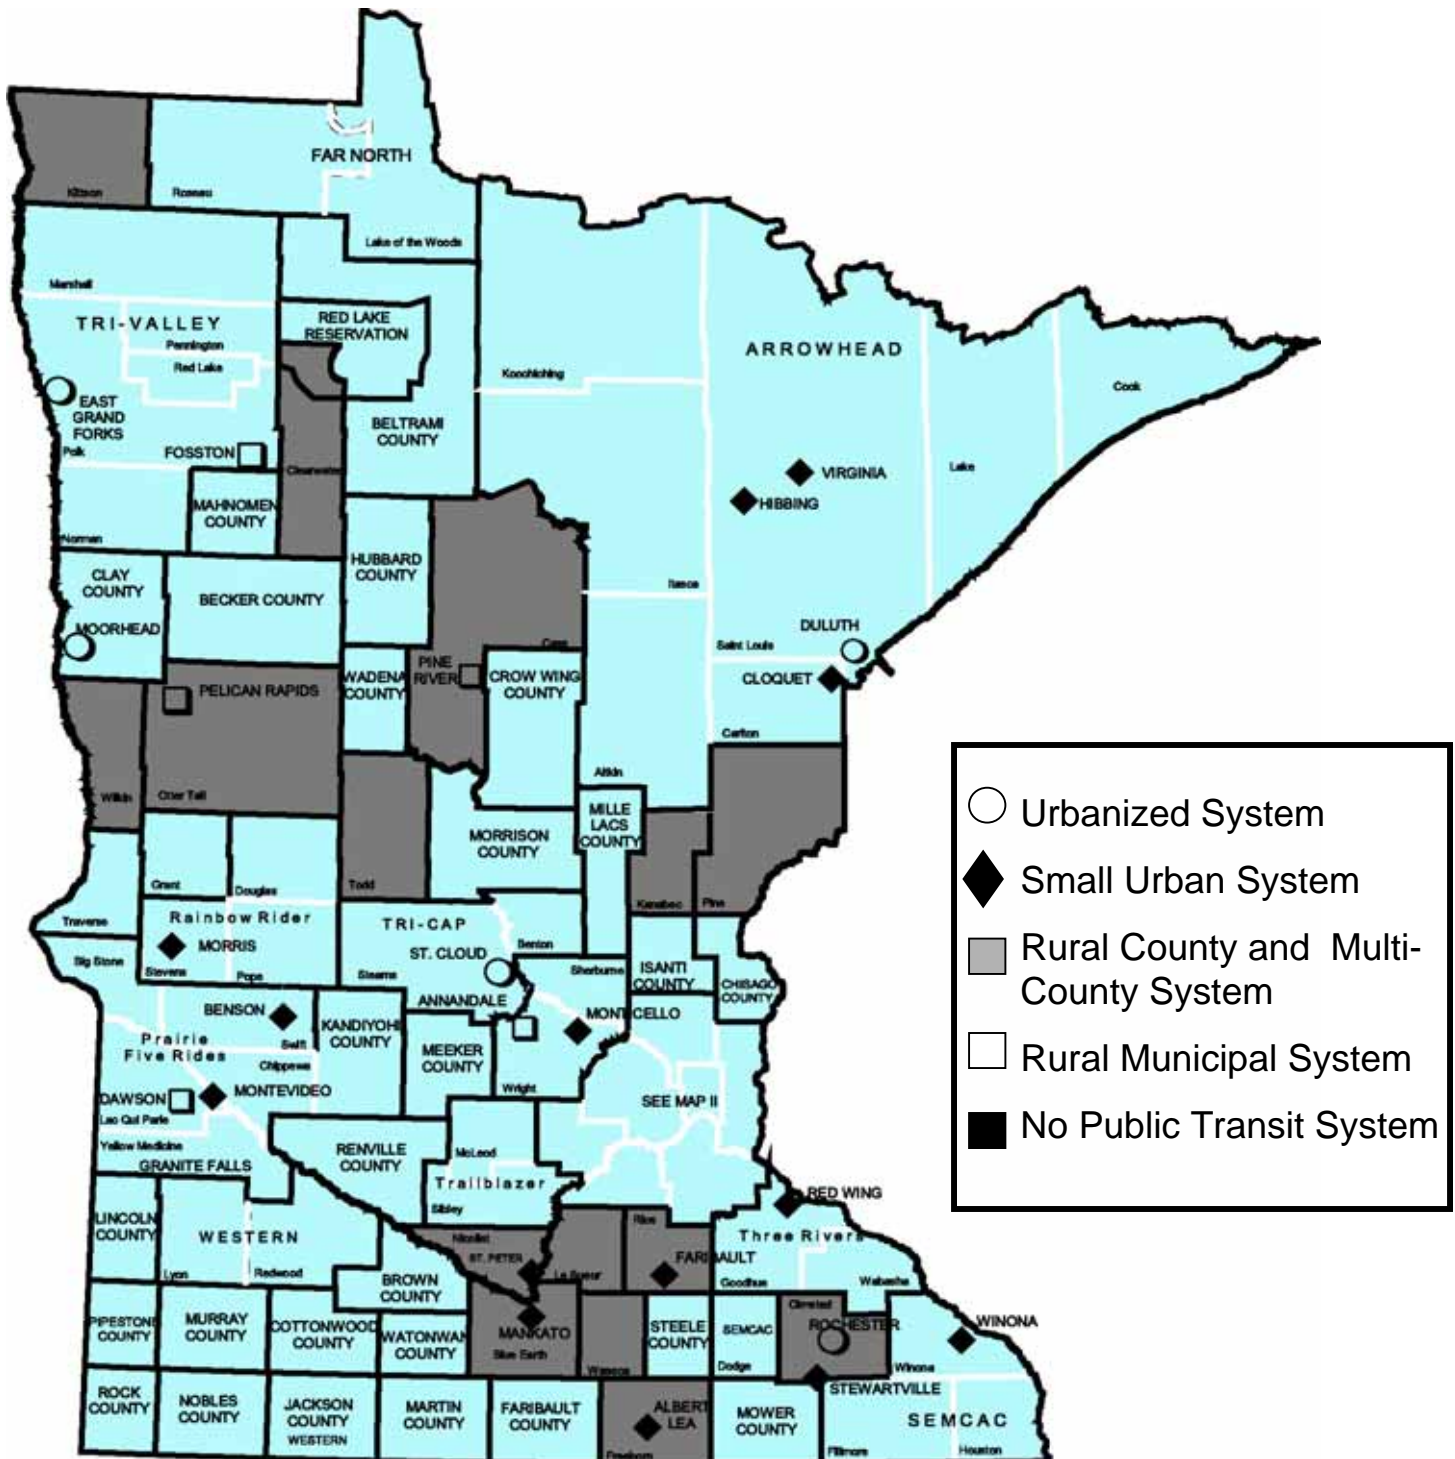 FAR NORTH
Kittson
Roseau
Lake of the Woods
Marshall
TRI-VALLEY
Pennington
Red Lake
RED LAKE
RESERVATION
ARROWHEAD
Koochiching
Cook
EAST
GRAND
FORKS
Polk
FOSSTON
Clearwater
BELTRAMI
COUNTY
VIRGINIA
HIBBING
Lake
MAHNOMEN
COUNTY
Norman
CLAY
COUNTY
BECKER COUNTY
HUBBARD
COUNTY
Itasca
MOORHEAD
Cass
Saint Louis
DULUTH
CLOQUET
Carlton
PELICAN RAPIDS
WADENA
COUNTY
PINE
RIVER
CROW WING
COUNTY
Wilkin
Otter Tail
Aitkin
MILLE
LACS
COUNTY
MORRISON
COUNTY
Grant
Douglas
Todd
Kanabec
Pine
Traverse
Rainbow Rider
TRI-CAP
MORRIS
ST. CLOUD
Benton
Big Stone
Stevens
Pope
Stearns
Sherburne
ISANTI
COUNTY
CHISAGO
COUNTY
BENSON
ANNANDALE
MONTICELLO
KANDIYOHI
COUNTY
Prairie
Five Rides
Swift
Chippewa
MEEKER
COUNTY
Wright
DAWSON
MONTEVIDEO
SEE MAP II
Lac Qui Parle
Yellow Medicine
GRANITE FALLS
RENVILLE
COUNTY
McLeod
Trailblazer
Sibley
RED WING
LINCOLN
COUNTY
WESTERN
Lyon
Redwood
Nicollet
ST. PETER
Le Sueur
Rice
FARIBAULT
Three Rivers
Goodhue
Wabasha
BROWN
COUNTY
PIPESTONE
COUNTY
MURRAY
COUNTY
COTTONWOOD
COUNTY
WATONWAN
COUNTY
MANKATO
Blue Earth
Waseca
STEELE
COUNTY
SEMCAC
Dodge
Olmsted
ROCHESTER
WINONA
Winona
STEWARTVILLE
ROCK
COUNTY
NOBLES
COUNTY
JACKSON
COUNTY
WESTERN
MARTIN
COUNTY
FARIBAULT
COUNTY
ALBERT
LEA
Freeborn
MOWER
COUNTY
SEMCAC
Fillmore
Houston
Urbanized System
Small Urban System
Rural County and Multi-
County System
Rural Municipal System
No Public Transit System